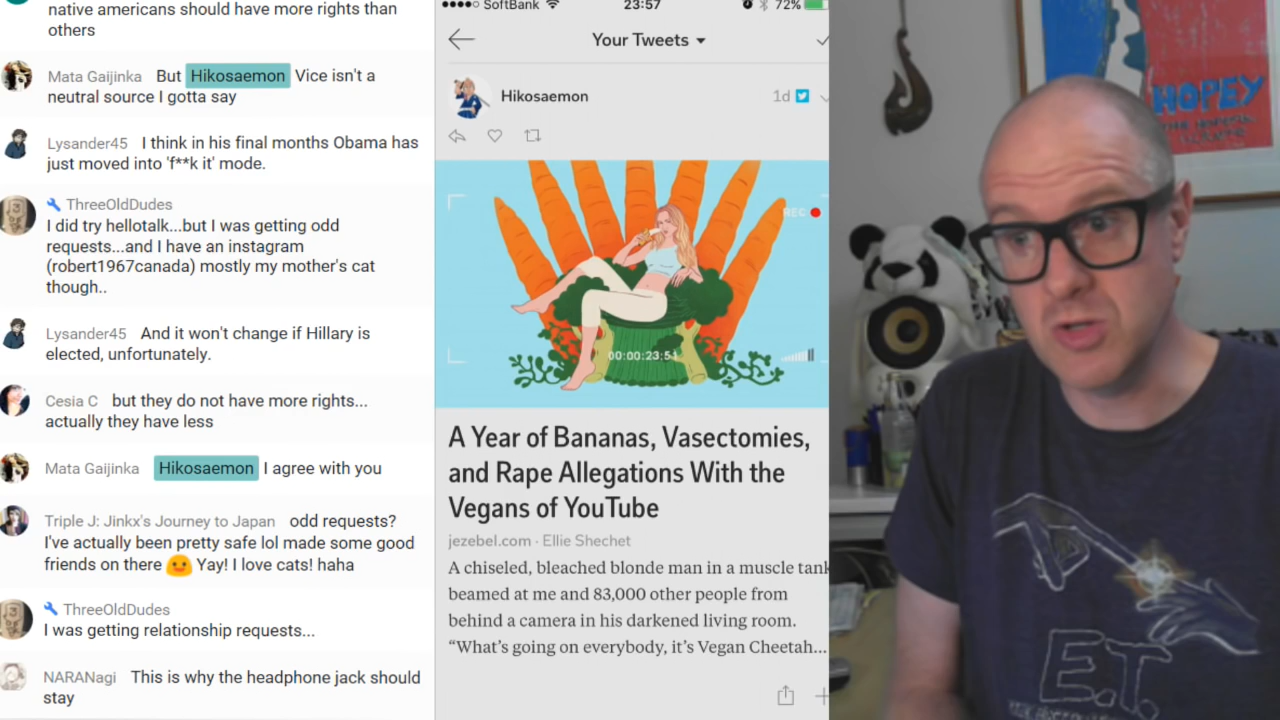 native americans should have more rights than
others
Mata Gaijinka But Hikosaemon Vice isn't a
neutral source I gotta say
Lysander45 I think in his final months Obama has
just moved into 'f**k it' mode.
ThreeOldDudes
I did try hellotalk...but I was getting odd
requests...and I have an instagram
(robert1967canada) mostly my mother's cat
though..
Lysander45 And it won't change if Hillary is
elected, unfortunately.
Cesia C but they do not have more rights...
actually they have less
Mata Gaijinka Hikosaemon I agree with you
Triple J: Jinkx's Journey to Japan odd requests?
I've actually been pretty safe lol made some good
friends on there Yay! I love cats! haha
ThreeOldDudes
I was getting relationship requests...
NARANagi This is why the headphone jack should
stay
SoftBank 23:57 72%
Your Tweets
Hikosaemon 1d
REC
00:00:23:51
A Year of Bananas, Vasectomies,
and Rape Allegations With the
Vegans of YouTube
jezebel.com · Ellie Shechet
A chiseled, bleached blonde man in a muscle tank
beamed at me and 83,000 other people from
behind a camera in his darkened living room.
“What's going on everybody, it's Vegan Cheetah...
HOPEY
E.T.